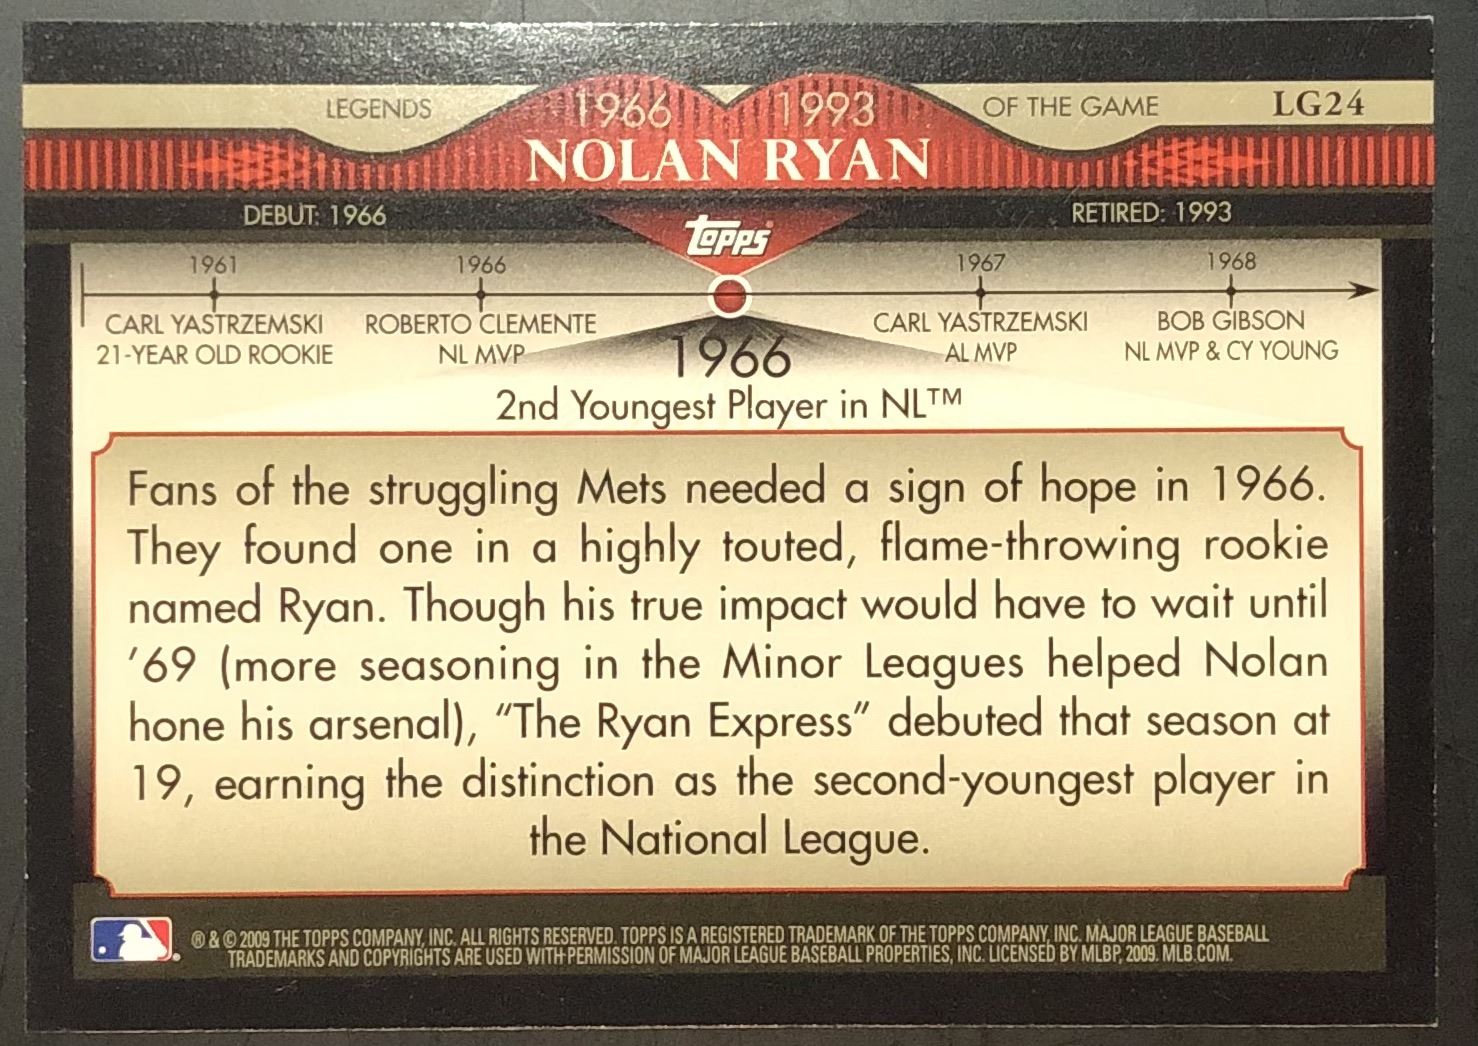 LEGENDS 1966 1993 OF THE GAME LG24
NOLAN RYAN
DEBUT: 1966 RETIRED: 1993
Topps
1961 1966 1967 1968
CARL YASTRZEMSKI ROBERTO CLEMENTE CARL YASTRZEMSKI BOB GIBSON
21-YEAR OLD ROOKIE NL MVP 1966 AL MVP NL MVP & CY YOUNG
2nd Youngest Player in NL™
Fans of the struggling Mets needed a sign of hope in 1966.
They found one in a highly touted, flame-throwing rookie
named Ryan. Though his true impact would have to wait until
'69 (more seasoning in the Minor Leagues helped Nolan
hone his arsenal), "The Ryan Express" debuted that season at
19, earning the distinction as the second-youngest player in
the National League.
® & © 2009 THE TOPPS COMPANY, INC. ALL RIGHTS RESERVED. TOPPS IS A REGISTERED TRADEMARK OF THE TOPPS COMPANY, INC. MAJOR LEAGUE BASEBALL
TRADEMARKS AND COPYRIGHTS ARE USED WITH PERMISSION OF MAJOR LEAGUE BASEBALL PROPERTIES, INC. LICENSED BY MLBP, 2009. MLB.COM.